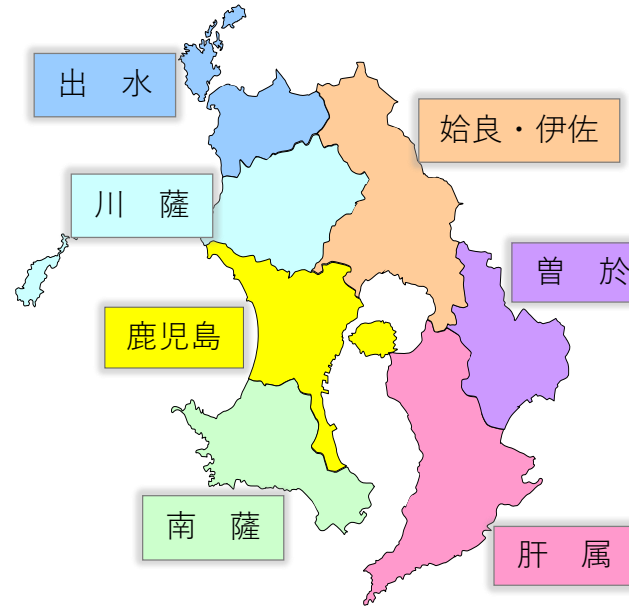 出　水
姶良・伊佐
川　薩
曽　於
鹿児島
南　薩
肝　属